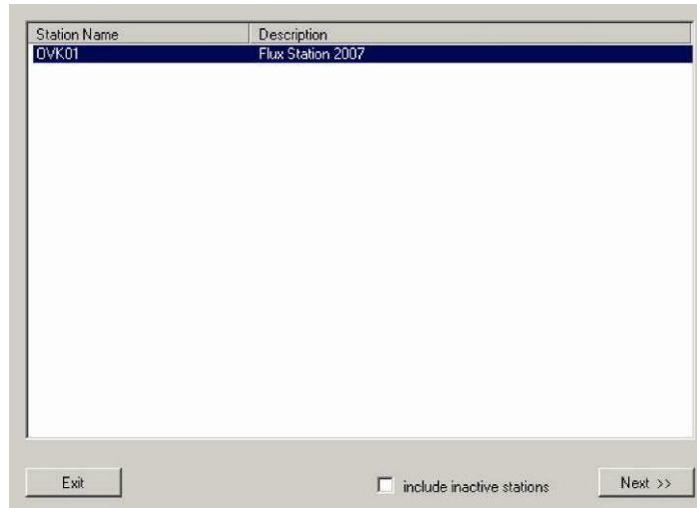 Station Name Description
OVK01 Flux Station 2007
Exit include inactive stations Next >>